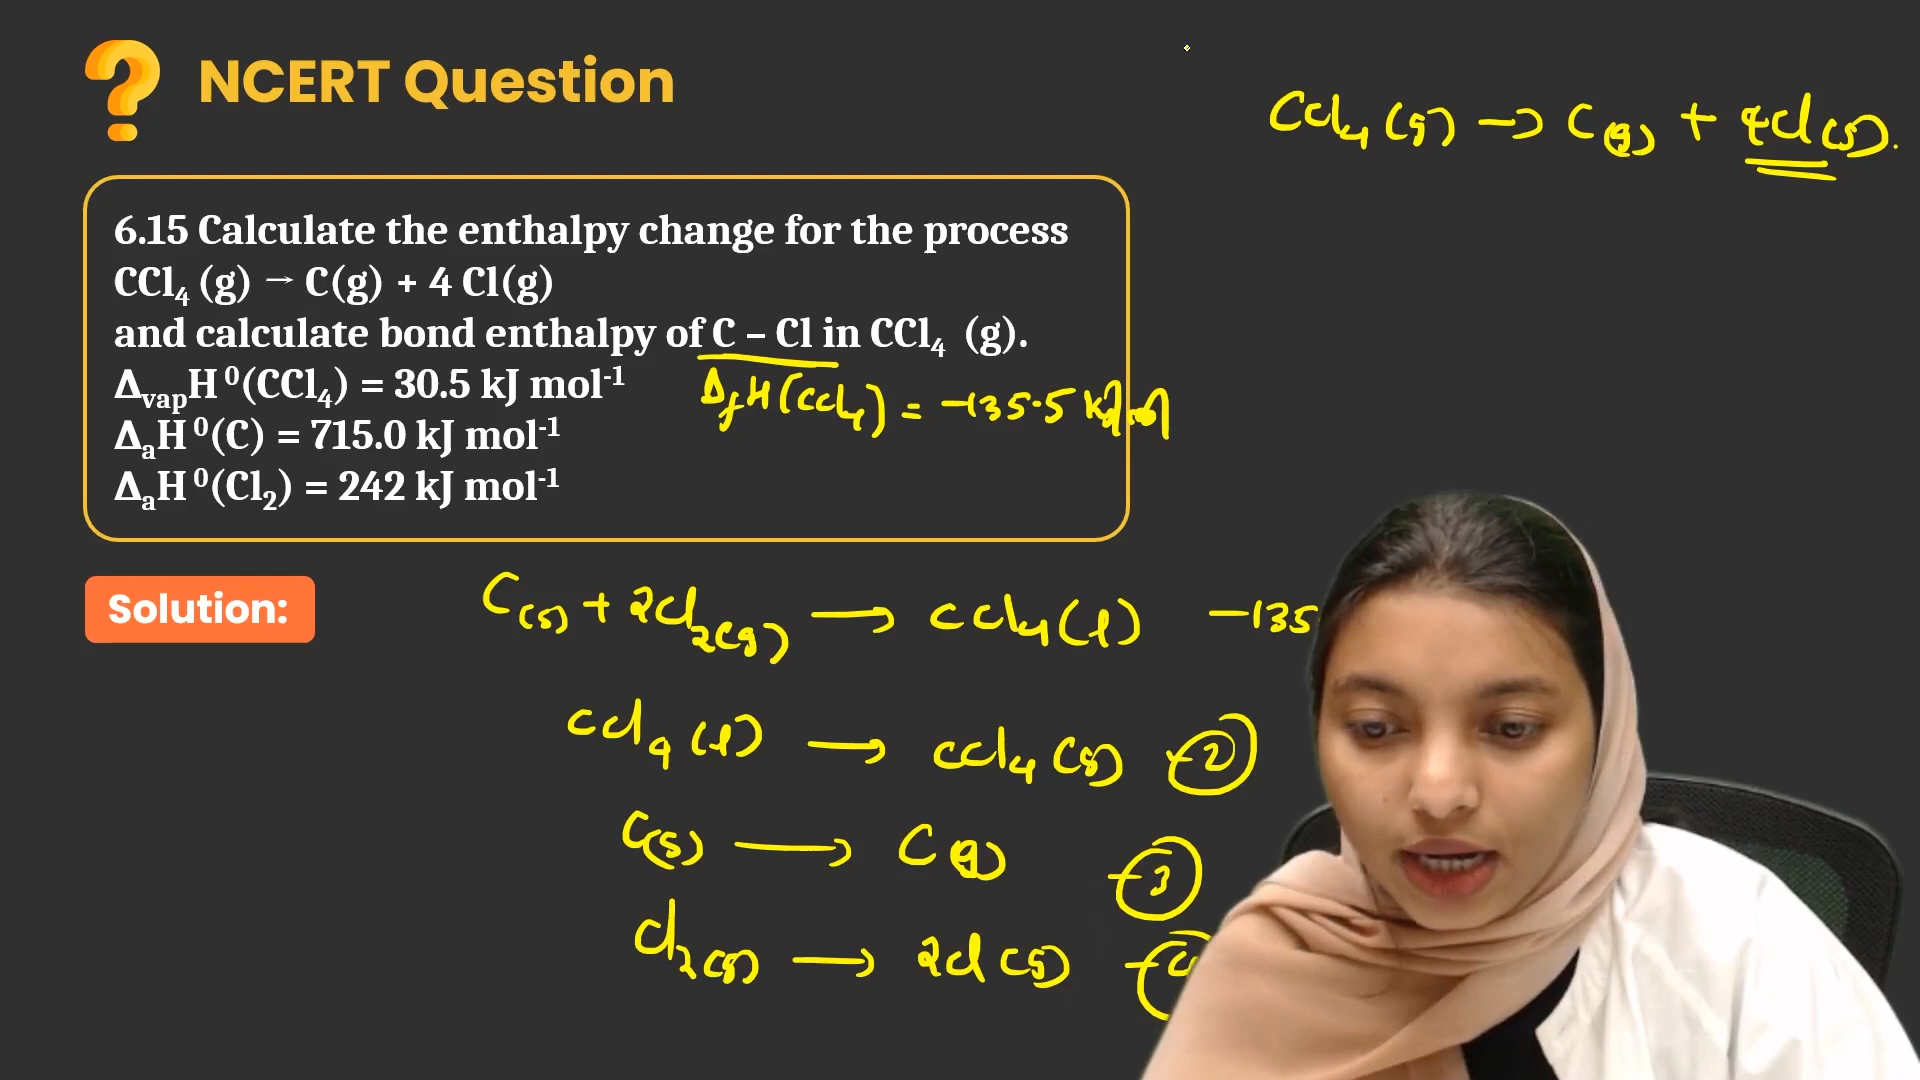 NCERT Question
CCl4 (g) → C(g) + 4Cl(g).
6.15 Calculate the enthalpy change for the process
CCl₄ (g) → C(g) + 4 Cl(g)
and calculate bond enthalpy of C – Cl in CCl₄ (g).
ΔvapH⁰(CCl₄) = 30.5 kJ mol⁻¹
ΔfH(CCl4) = -135.5 kJ/mol
ΔaH⁰(C) = 715.0 kJ mol⁻¹
ΔaH⁰(Cl₂) = 242 kJ mol⁻¹
Solution:
C(s) + 2Cl2(g) → CCl4(l) -135
CCl4(l) → CCl4(g) -2
C(s) → C(g) -3
Cl2(g) → 2Cl(g)